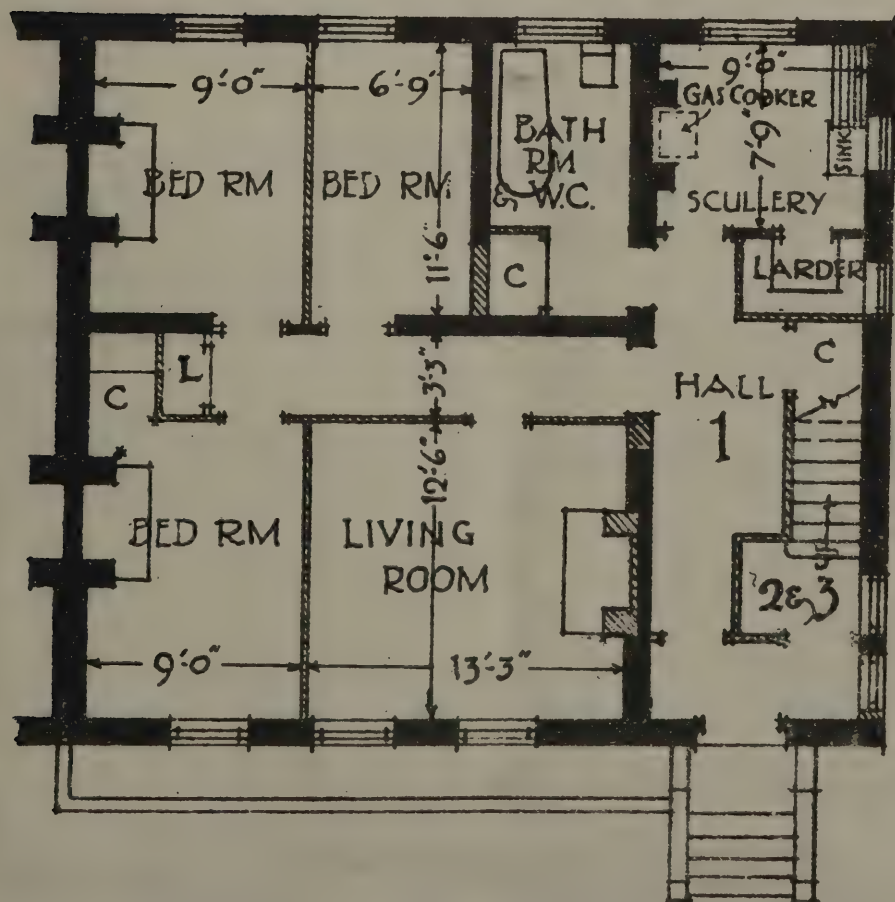 9'·0"
6'·9"
9'·0"
GAS COOKER
BATH
RM
W.C.
7'·9"
SINK
BED RM
BED RM
SCULLERY
11'·6"
C
LARDER
L
C
3'·3"
C
HALL
1
12'·6"
BED RM
LIVING
ROOM
2 & 3
9'·0"
13'·3"